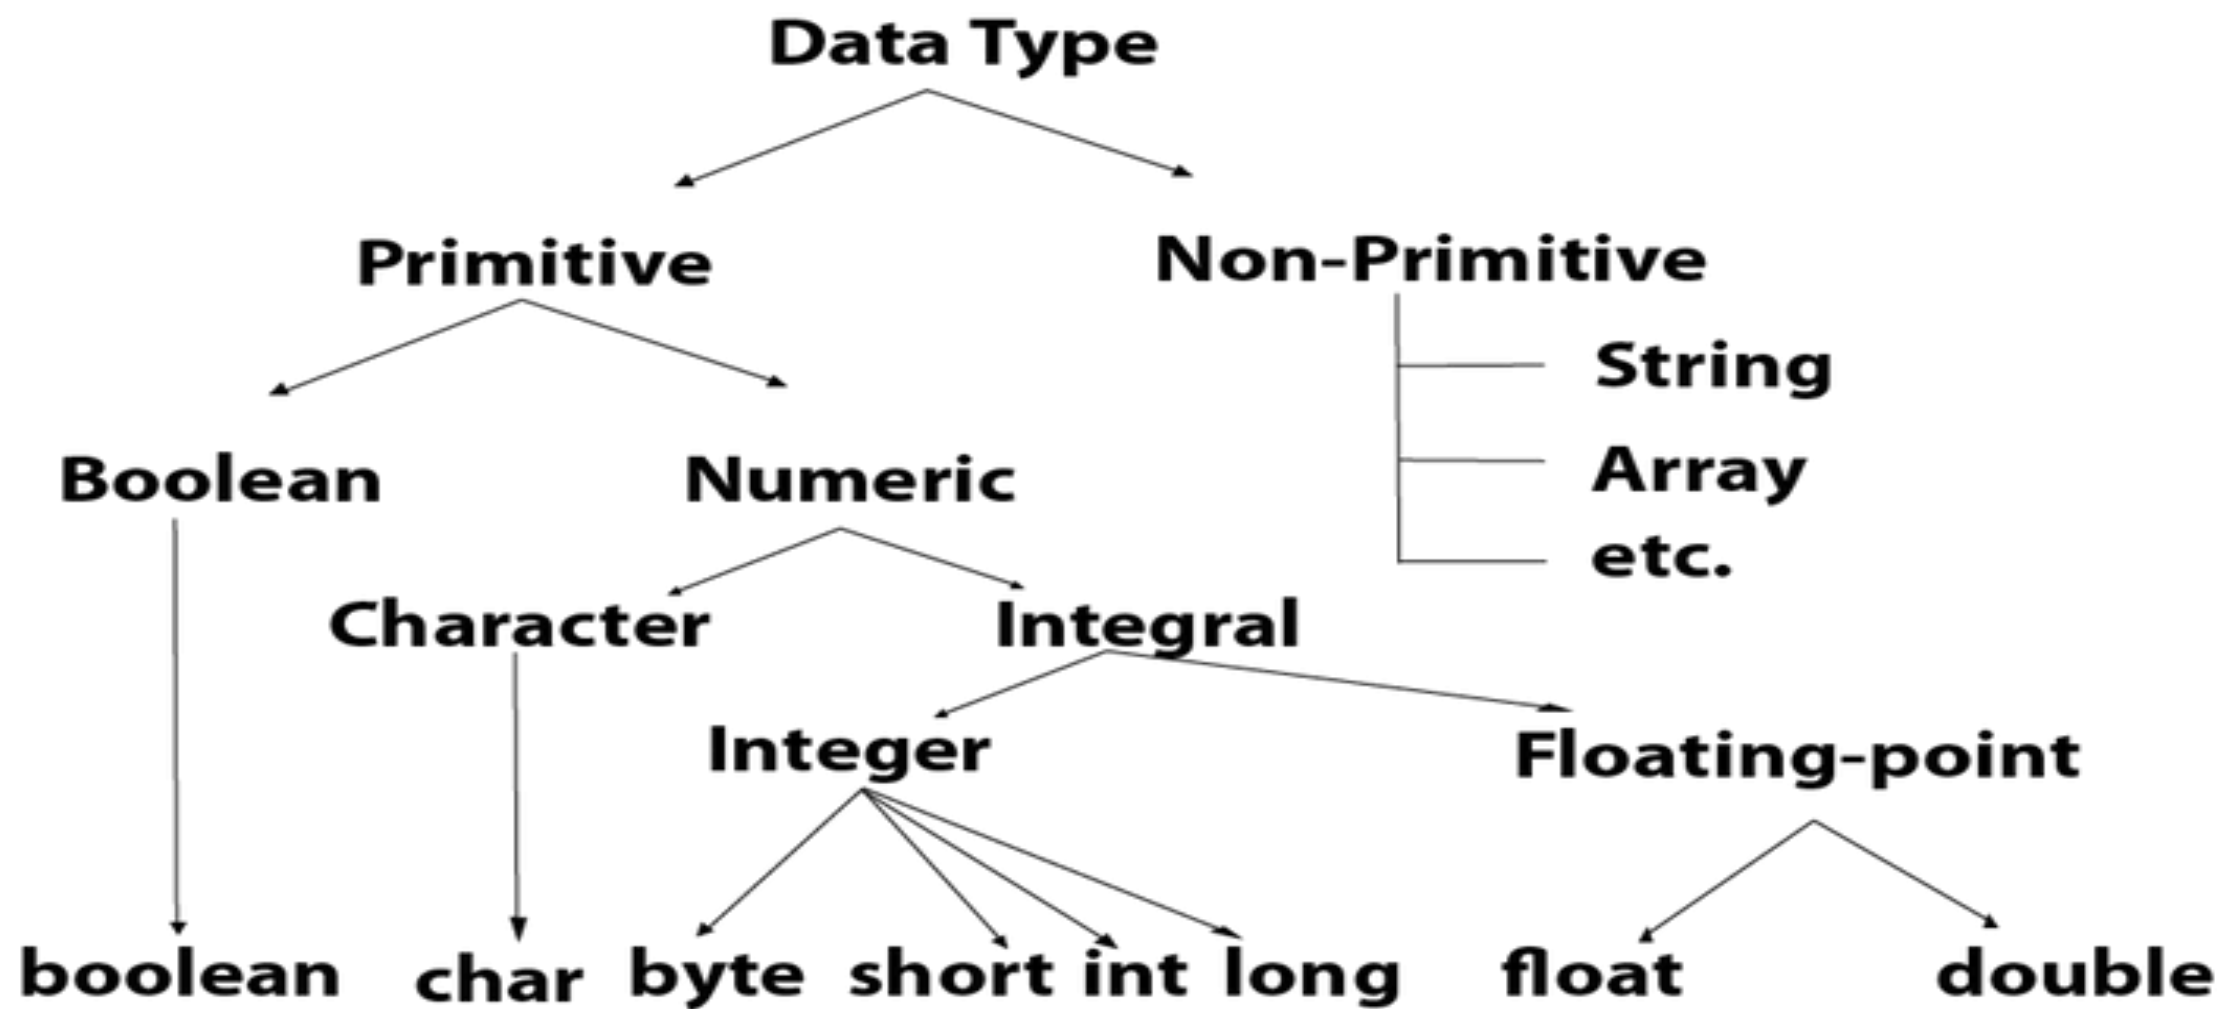 Data Type
Primitive
Non-Primitive
String
Array
etc.
Boolean
Numeric
Character
Integral
Integer
Floating-point
boolean
char
byte
short
int
long
float
double